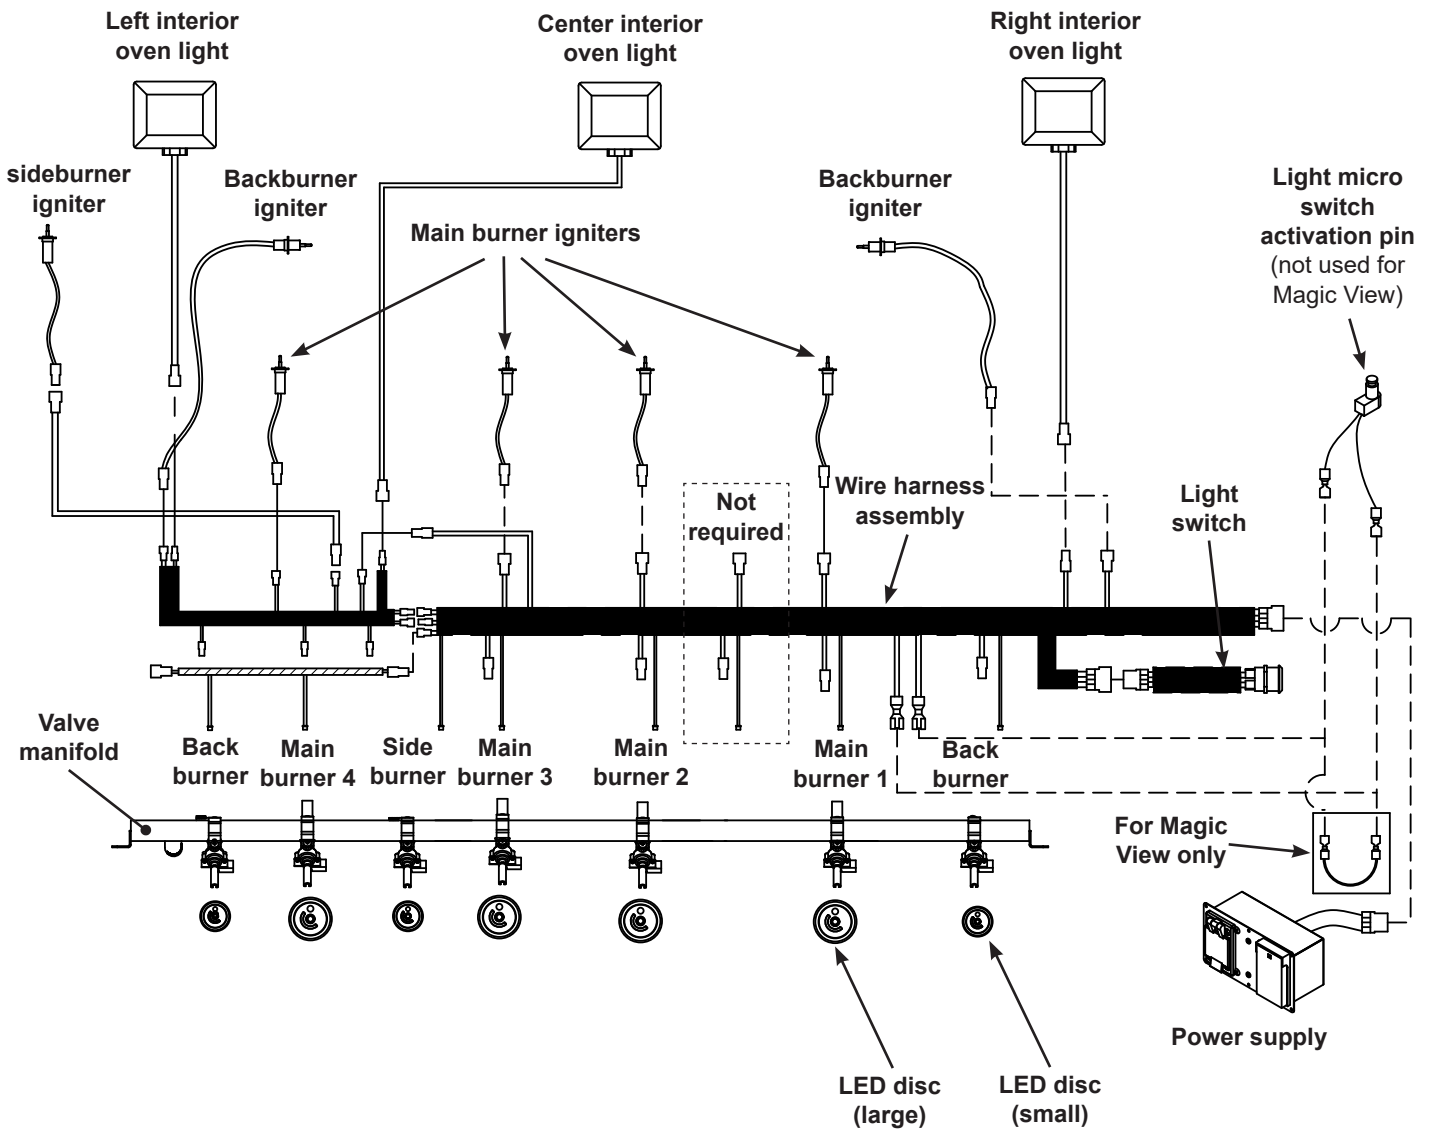 Left interior
oven light
Center interior
oven light
Right interior
oven light
sideburner
igniter
Backburner
igniter
Main burner igniters
Backburner
igniter
Light micro
switch
activation pin
(not used for
Magic View)
Not
required
Wire harness
assembly
Light
switch
Valve
manifold
Back
burner
Main
burner 4
Side
burner
Main
burner 3
Main
burner 2
Main
burner 1
Back
burner
For Magic
View only
Power supply
LED disc
(large)
LED disc
(small)